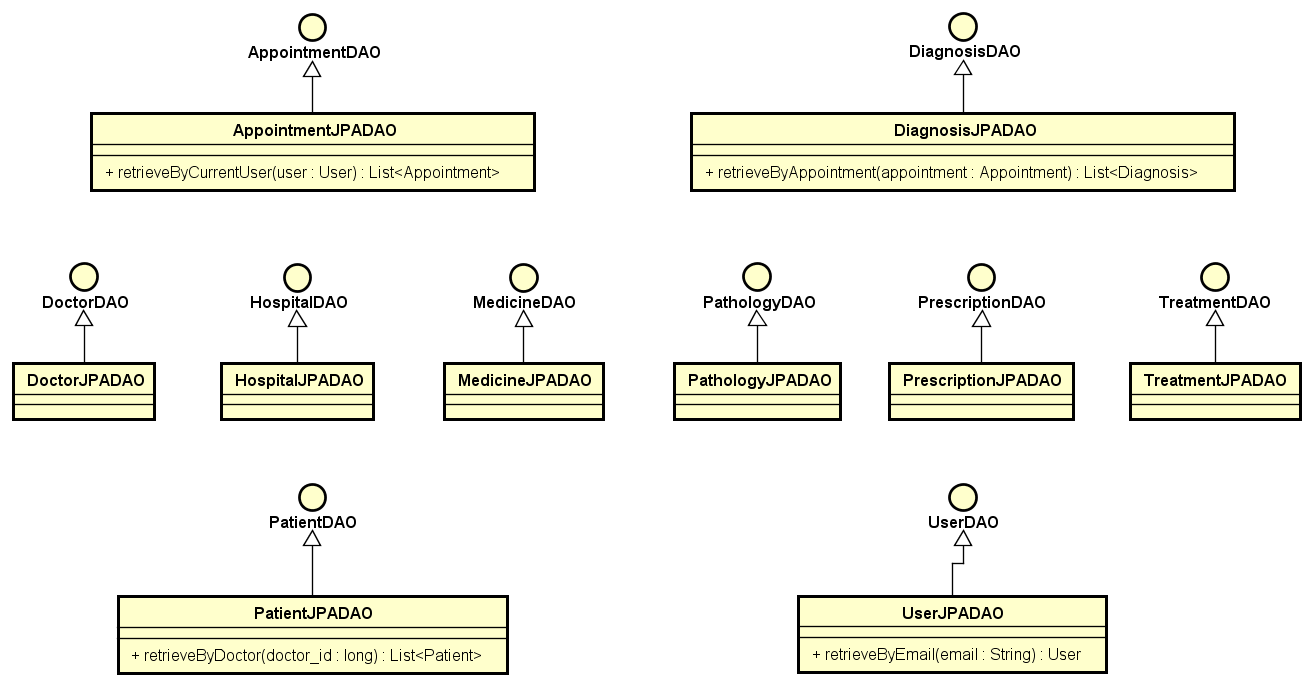 AppointmentDAO
DiagnosisDAO
AppointmentJPADAO
+ retrieveByCurrentUser(user : User) : List<Appointment>
DiagnosisJPADAO
+ retrieveByAppointment(appointment : Appointment) : List<Diagnosis>
DoctorDAO
HospitalDAO
MedicineDAO
PathologyDAO
PrescriptionDAO
TreatmentDAO
DoctorJPADAO
HospitalJPADAO
MedicineJPADAO
PathologyJPADAO
PrescriptionJPADAO
TreatmentJPADAO
PatientDAO
UserDAO
PatientJPADAO
+ retrieveByDoctor(doctor_id : long) : List<Patient>
UserJPADAO
+ retrieveByEmail(email : String) : User